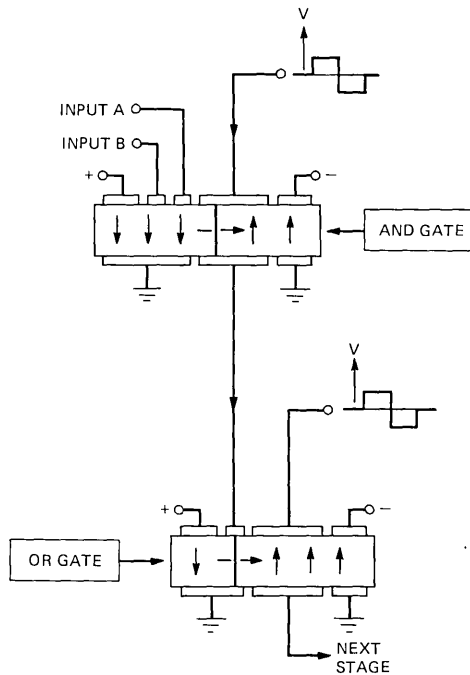 V
INPUT A
INPUT B
+
−
AND GATE
V
+
−
OR GATE
NEXT
STAGE